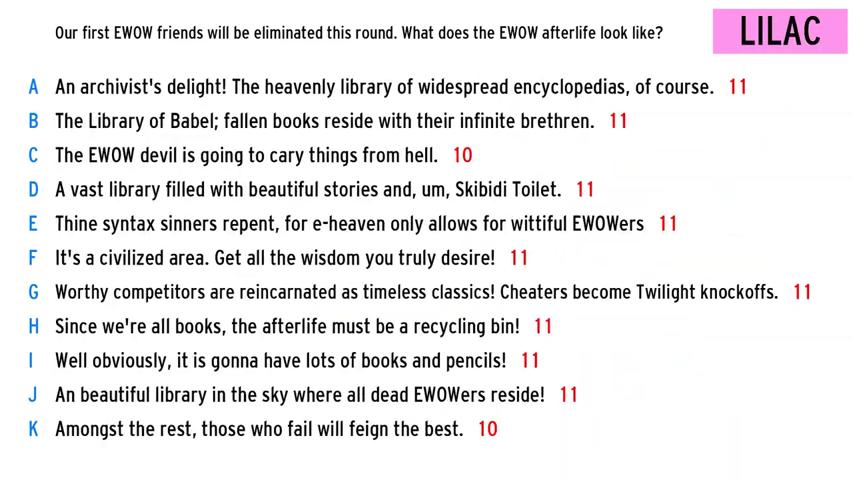 Our first EWOW friends will be eliminated this round. What does the EWOW afterlife look like?
LILAC
A An archivist's delight! The heavenly library of widespread encyclopedias, of course. 11
B The Library of Babel; fallen books reside with their infinite brethren. 11
C The EWOW devil is going to cary things from hell. 10
D A vast library filled with beautiful stories and, um, Skibidi Toilet. 11
E Thine syntax sinners repent, for e-heaven only allows for wittiful EWOWers 11
F It's a civilized area. Get all the wisdom you truly desire! 11
G Worthy competitors are reincarnated as timeless classics! Cheaters become Twilight knockoffs. 11
H Since we're all books, the afterlife must be a recycling bin! 11
I Well obviously, it is gonna have lots of books and pencils! 11
J An beautiful library in the sky where all dead EWOWers reside! 11
K Amongst the rest, those who fail will feign the best. 10